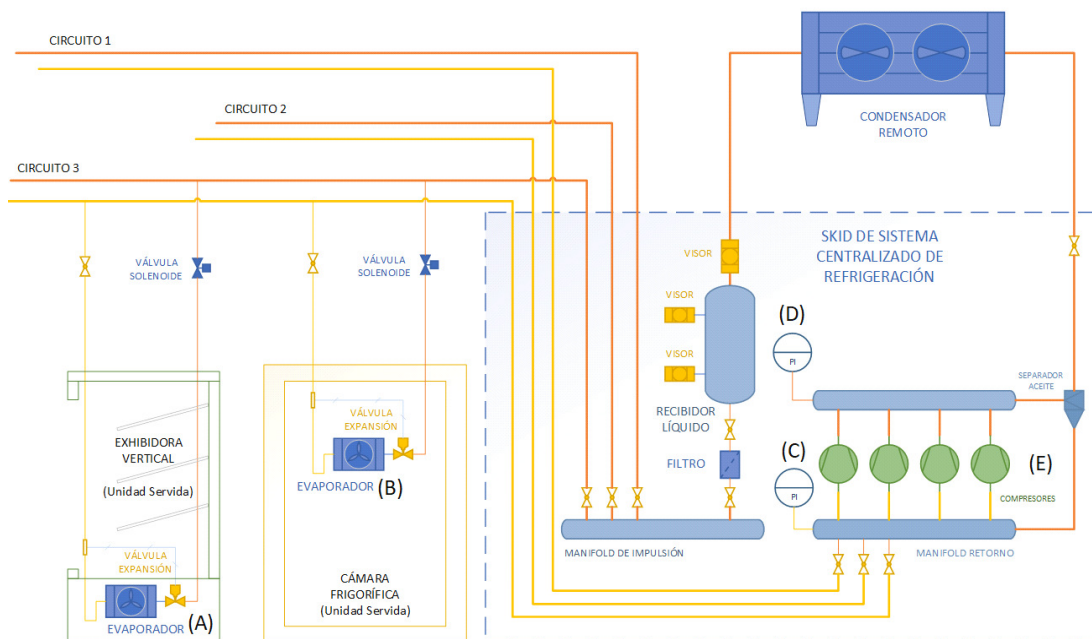 CIRCUITO 1
CIRCUITO 2
CIRCUITO 3
CONDENSADOR
REMOTO
SKID DE SISTEMA
CENTRALIZADO DE
REFRIGERACIÓN
VÁLVULA
SOLENOIDE
VÁLVULA
SOLENOIDE
VISOR
VISOR
VISOR
(D)
PI
SEPARADOR
ACEITE
RECIBIDOR
LÍQUIDO
FILTRO
(C)
PI
(E)
COMPRESORES
MANIFOLD DE IMPULSIÓN
MANIFOLD RETORNO
EXHIBIDORA
VERTICAL
(Unidad Servida)
VÁLVULA
EXPANSIÓN
EVAPORADOR (B)
VÁLVULA
EXPANSIÓN
EVAPORADOR (A)
CÁMARA
FRIGORÍFICA
(Unidad Servida)